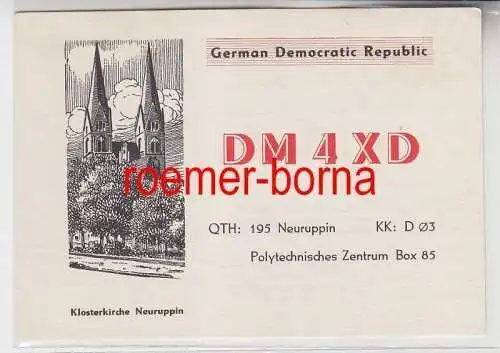 German Democratic Republic
DM 4 XD
roemer-borna
QTH: 195 Neuruppin KK: D Ø3
Polytechnisches Zentrum Box 85
Klosterkirche Neuruppin